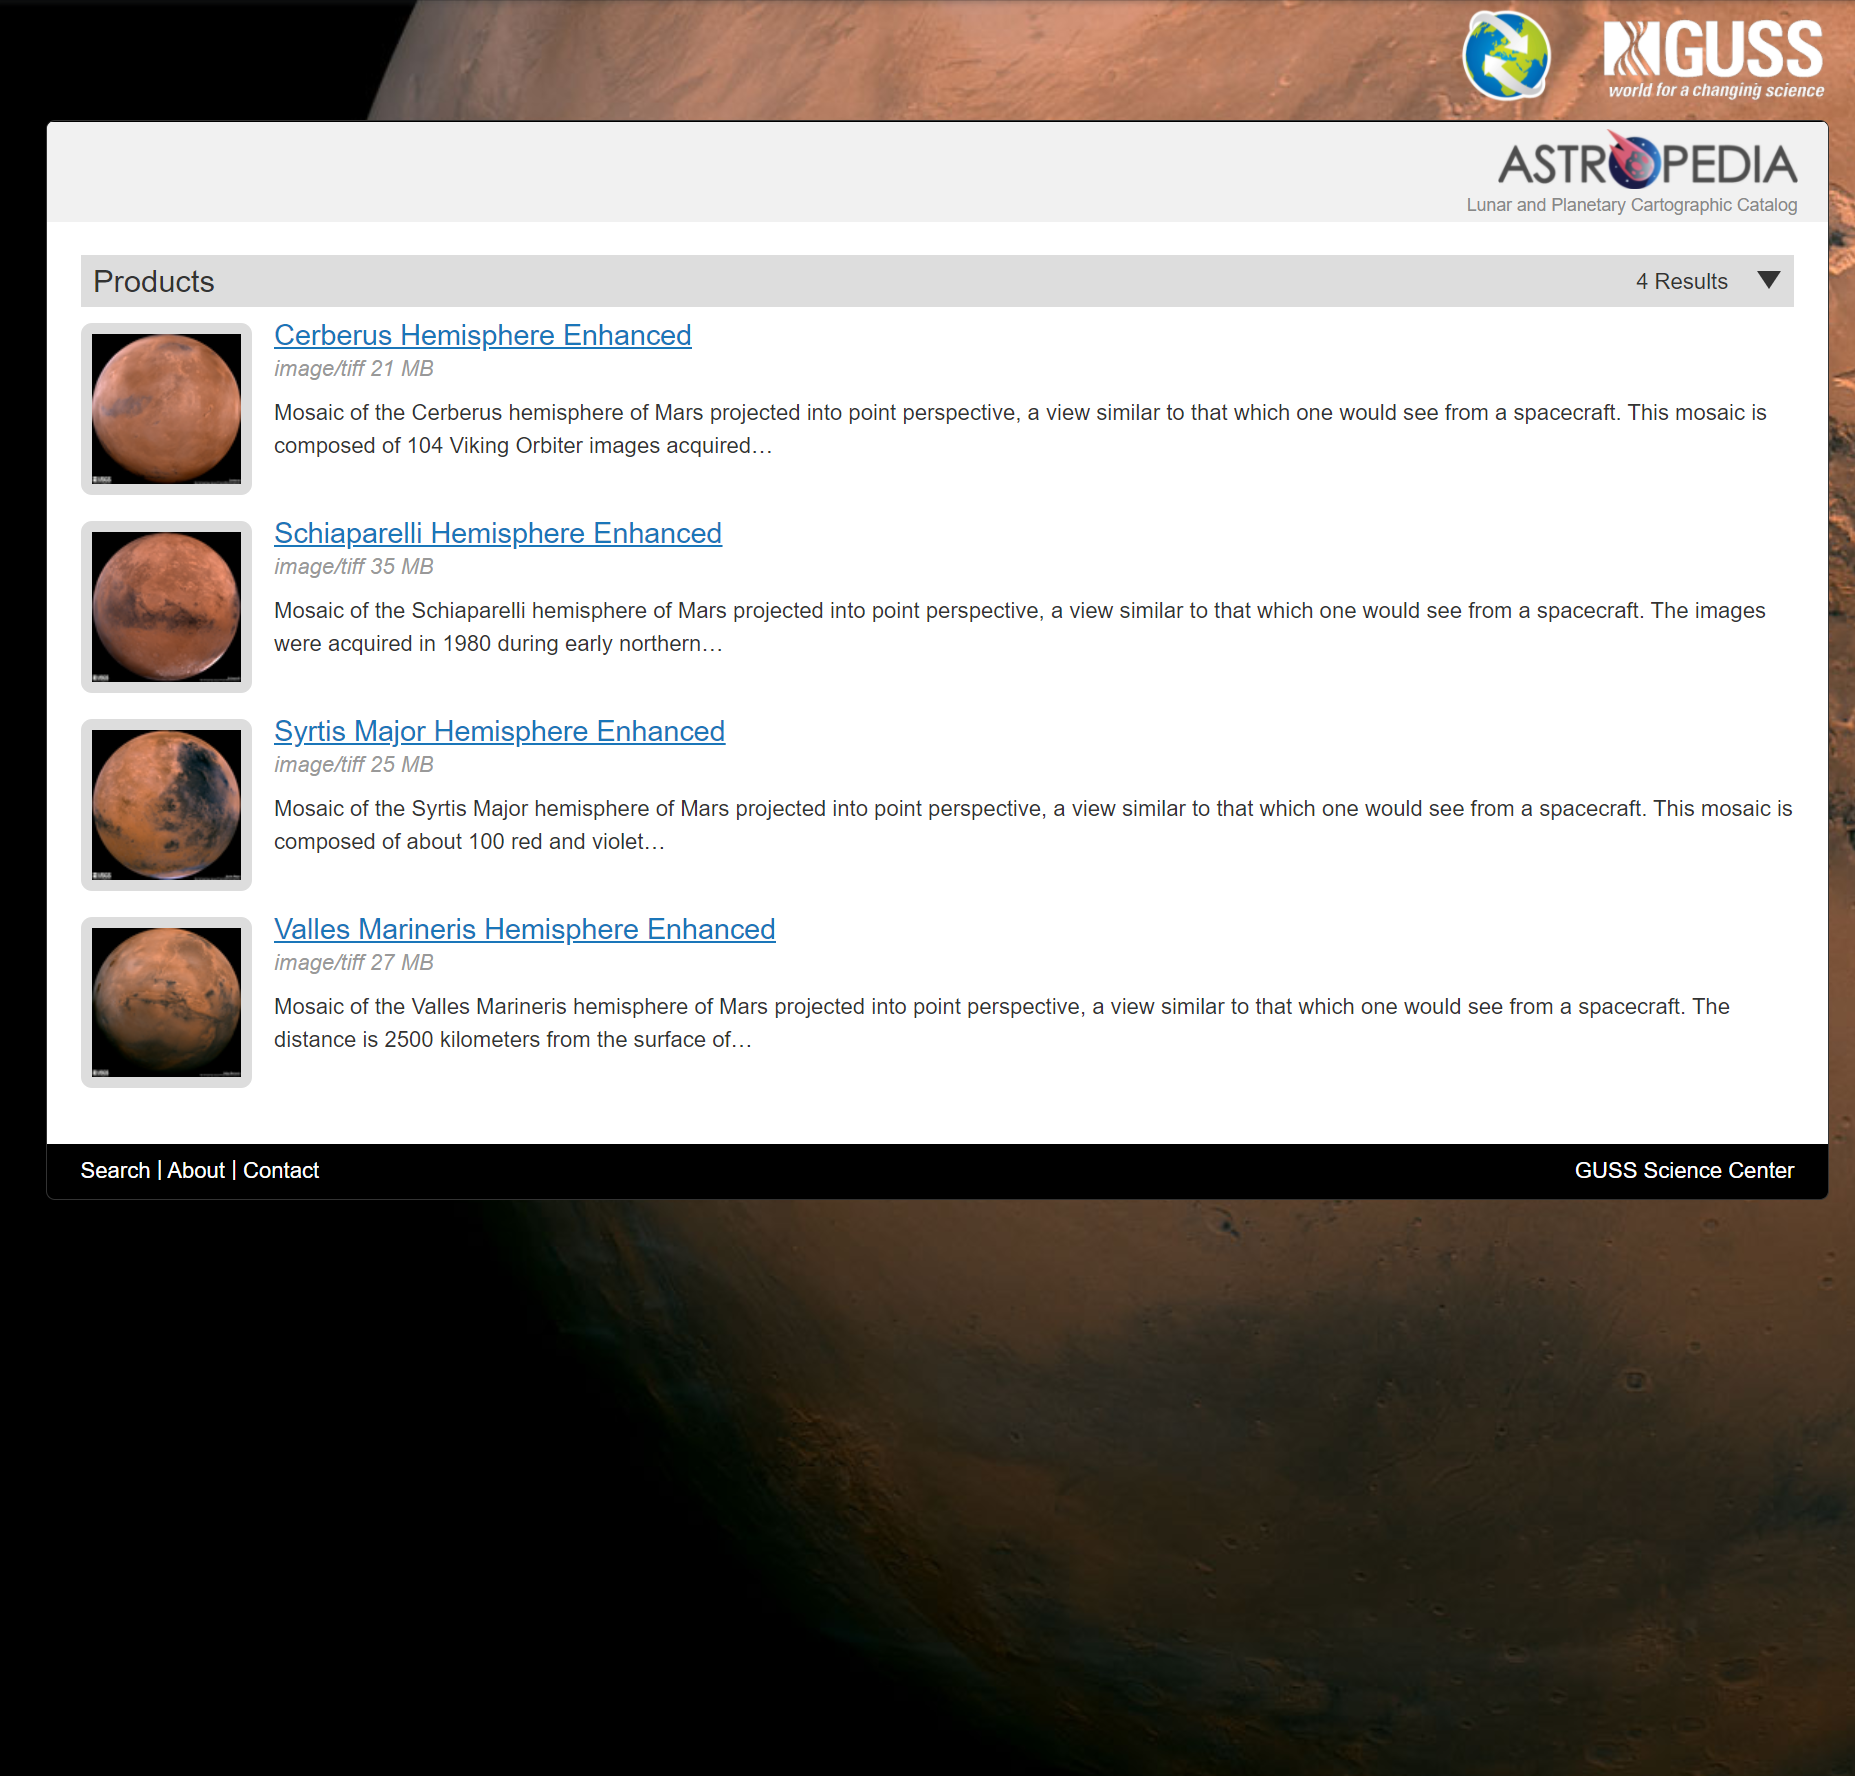 GUSS
world for a changing science
ASTROPEDIA
Lunar and Planetary Cartographic Catalog
Products
4 Results
Cerberus Hemisphere Enhanced
image/tiff 21 MB
Mosaic of the Cerberus hemisphere of Mars projected into point perspective, a view similar to that which one would see from a spacecraft. This mosaic is
composed of 104 Viking Orbiter images acquired…
Schiaparelli Hemisphere Enhanced
image/tiff 35 MB
Mosaic of the Schiaparelli hemisphere of Mars projected into point perspective, a view similar to that which one would see from a spacecraft. The images
were acquired in 1980 during early northern…
Syrtis Major Hemisphere Enhanced
image/tiff 25 MB
Mosaic of the Syrtis Major hemisphere of Mars projected into point perspective, a view similar to that which one would see from a spacecraft. This mosaic is
composed of about 100 red and violet…
Valles Marineris Hemisphere Enhanced
image/tiff 27 MB
Mosaic of the Valles Marineris hemisphere of Mars projected into point perspective, a view similar to that which one would see from a spacecraft. The
distance is 2500 kilometers from the surface of…
Search | About | Contact
GUSS Science Center